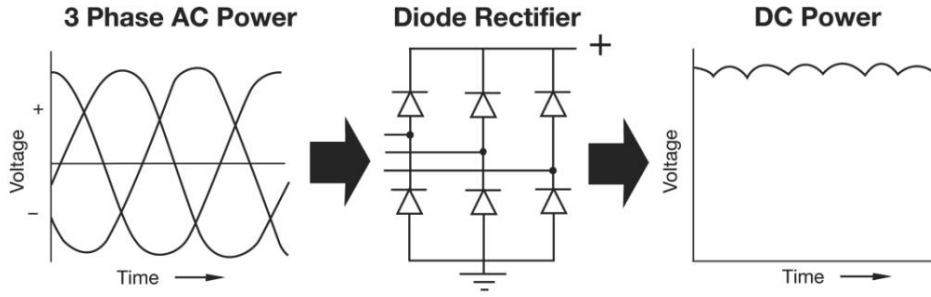 3 Phase AC Power
Diode Rectifier
DC Power
+
Voltage
+
−
Time
Voltage
Time